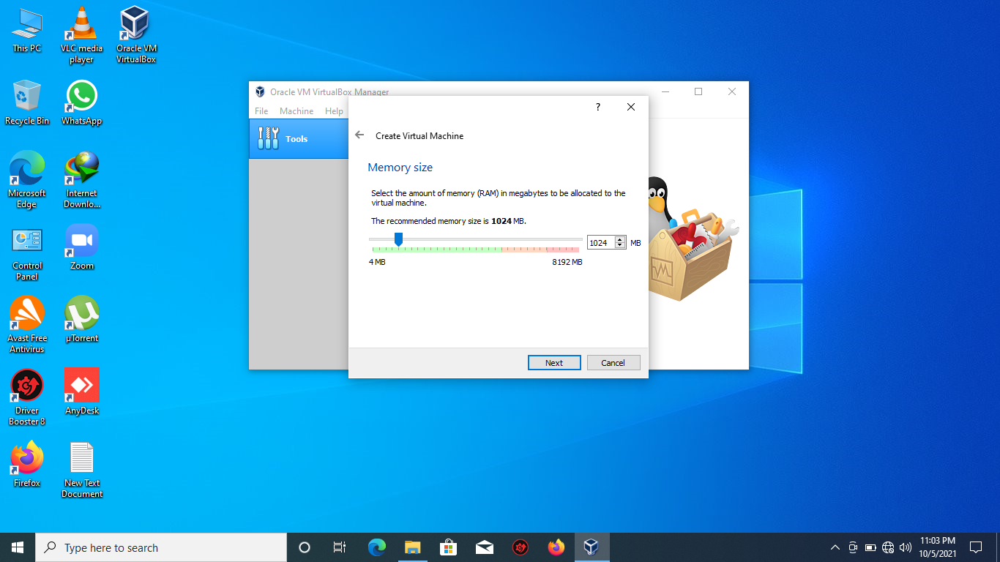 This PC
VLC media
player
Oracle VM
VirtualBox
Recycle Bin
WhatsApp
Microsoft
Edge
Internet
Downlo...
Control
Panel
Zoom
Avast Free
Antivirus
µTorrent
Driver
Booster 8
AnyDesk
Firefox
New Text
Document
Oracle VM VirtualBox Manager
File Machine Help
Tools
?
Create Virtual Machine
Memory size
Select the amount of memory (RAM) in megabytes to be allocated to the
virtual machine.
The recommended memory size is 1024 MB.
1024 MB
4 MB 8192 MB
Next Cancel
Type here to search
11:03 PM
10/5/2021